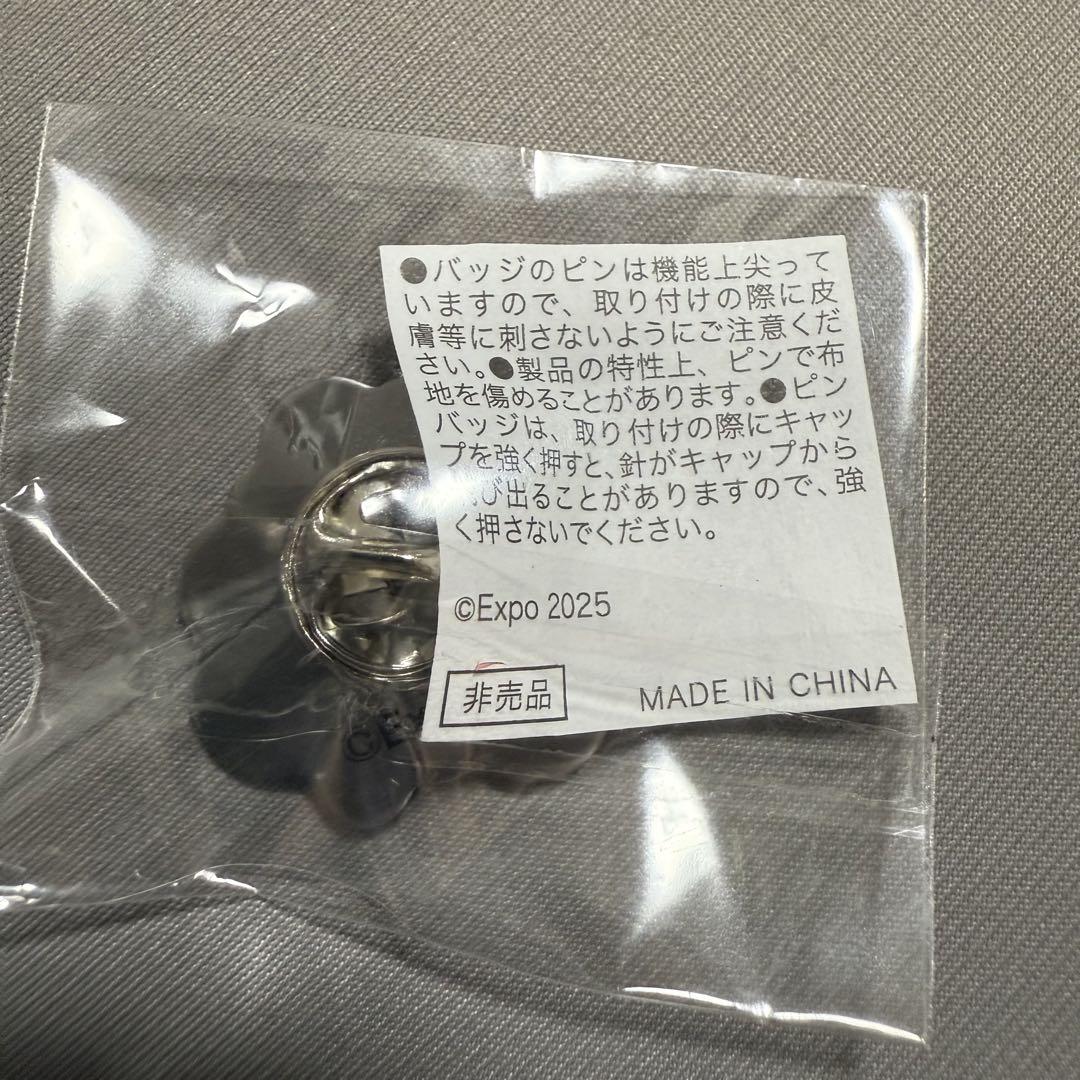 ●バッジのピンは機能上尖って
いますので、取り付けの際に皮
膚等に刺さないようにご注意くだ
さい。●製品の特性上、ピンで布
地を傷めることがあります。●ピン
バッジは、取り付けの際にキャッ
プを強く押すと、針がキャップから
び出ることがありますので、強
く押さないでください。
©Expo 2025
非売品
MADE IN CHINA